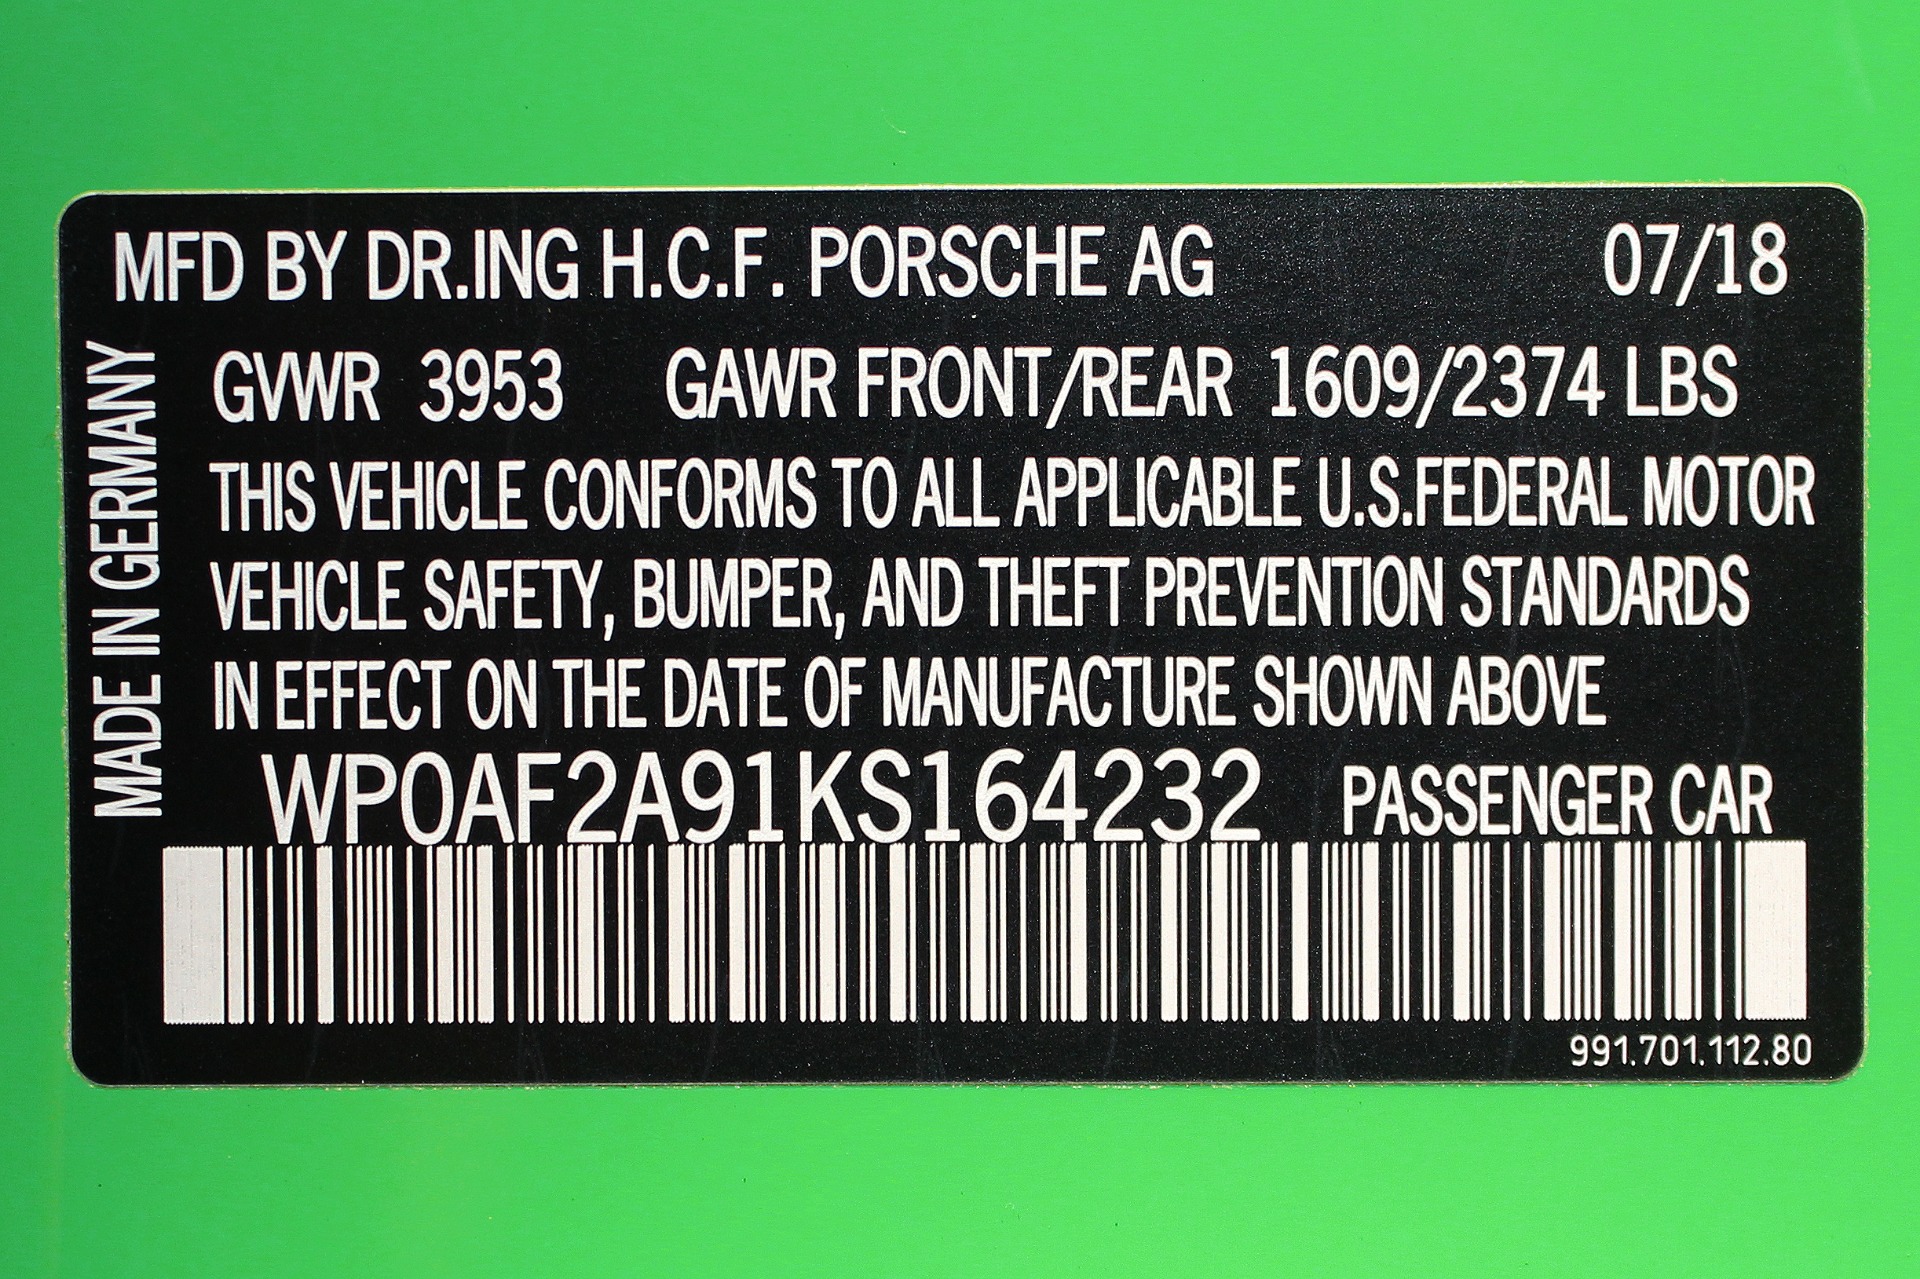 MFD BY DR.ING H.C.F. PORSCHE AG 07/18
GVWR 3953 GAWR FRONT/REAR 1609/2374 LBS
THIS VEHICLE CONFORMS TO ALL APPLICABLE U.S.FEDERAL MOTOR
VEHICLE SAFETY, BUMPER, AND THEFT PREVENTION STANDARDS
IN EFFECT ON THE DATE OF MANUFACTURE SHOWN ABOVE
WP0AF2A91KS164232 PASSENGER CAR
991.701.112.80
MADE IN GERMANY